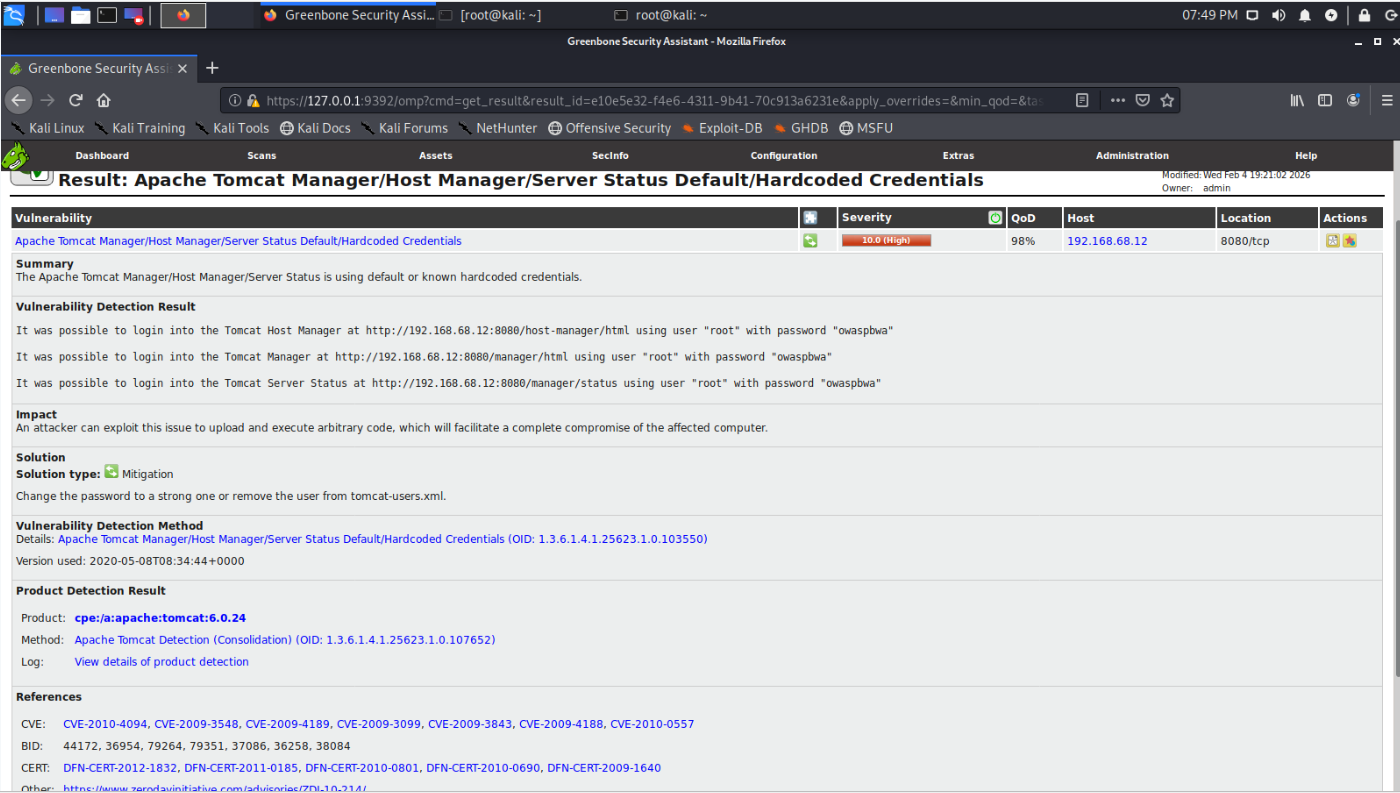 Greenbone Security Assi... [root@kali: ~] root@kali: ~ 07:49 PM
Greenbone Security Assistant - Mozilla Firefox
Greenbone Security Assi
https://127.0.0.1:9392/omp?cmd=get_result&result_id=e10e5e32-f4e6-4311-9b41-70c913a6231e&apply_overrides=&min_qod=&tas
Kali Linux Kali Training Kali Tools Kali Docs Kali Forums NetHunter Offensive Security Exploit-DB GHDB MSFU
Dashboard Scans Assets SecInfo Configuration Extras Administration Help
Result: Apache Tomcat Manager/Host Manager/Server Status Default/Hardcoded Credentials
Modified: Wed Feb 4 19:21:02 2026
Owner: admin
Vulnerability Severity QoD Host Location Actions
Apache Tomcat Manager/Host Manager/Server Status Default/Hardcoded Credentials 10.0 (High) 98% 192.168.68.12 8080/tcp
Summary
The Apache Tomcat Manager/Host Manager/Server Status is using default or known hardcoded credentials.
Vulnerability Detection Result
It was possible to login into the Tomcat Host Manager at http://192.168.68.12:8080/host-manager/html using user "root" with password "owaspbwa"
It was possible to login into the Tomcat Manager at http://192.168.68.12:8080/manager/html using user "root" with password "owaspbwa"
It was possible to login into the Tomcat Server Status at http://192.168.68.12:8080/manager/status using user "root" with password "owaspbwa"
Impact
An attacker can exploit this issue to upload and execute arbitrary code, which will facilitate a complete compromise of the affected computer.
Solution
Solution type: Mitigation
Change the password to a strong one or remove the user from tomcat-users.xml.
Vulnerability Detection Method
Details: Apache Tomcat Manager/Host Manager/Server Status Default/Hardcoded Credentials (OID: 1.3.6.1.4.1.25623.1.0.103550)
Version used: 2020-05-08T08:34:44+0000
Product Detection Result
Product: cpe:/a:apache:tomcat:6.0.24
Method: Apache Tomcat Detection (Consolidation) (OID: 1.3.6.1.4.1.25623.1.0.107652)
Log: View details of product detection
References
CVE: CVE-2010-4094, CVE-2009-3548, CVE-2009-4189, CVE-2009-3099, CVE-2009-3843, CVE-2009-4188, CVE-2010-0557
BID: 44172, 36954, 79264, 79351, 37086, 36258, 38084
CERT: DFN-CERT-2012-1832, DFN-CERT-2011-0185, DFN-CERT-2010-0801, DFN-CERT-2010-0690, DFN-CERT-2009-1640
Other: https://www.zerodayinitiative.com/advisories/ZDI-10-214/